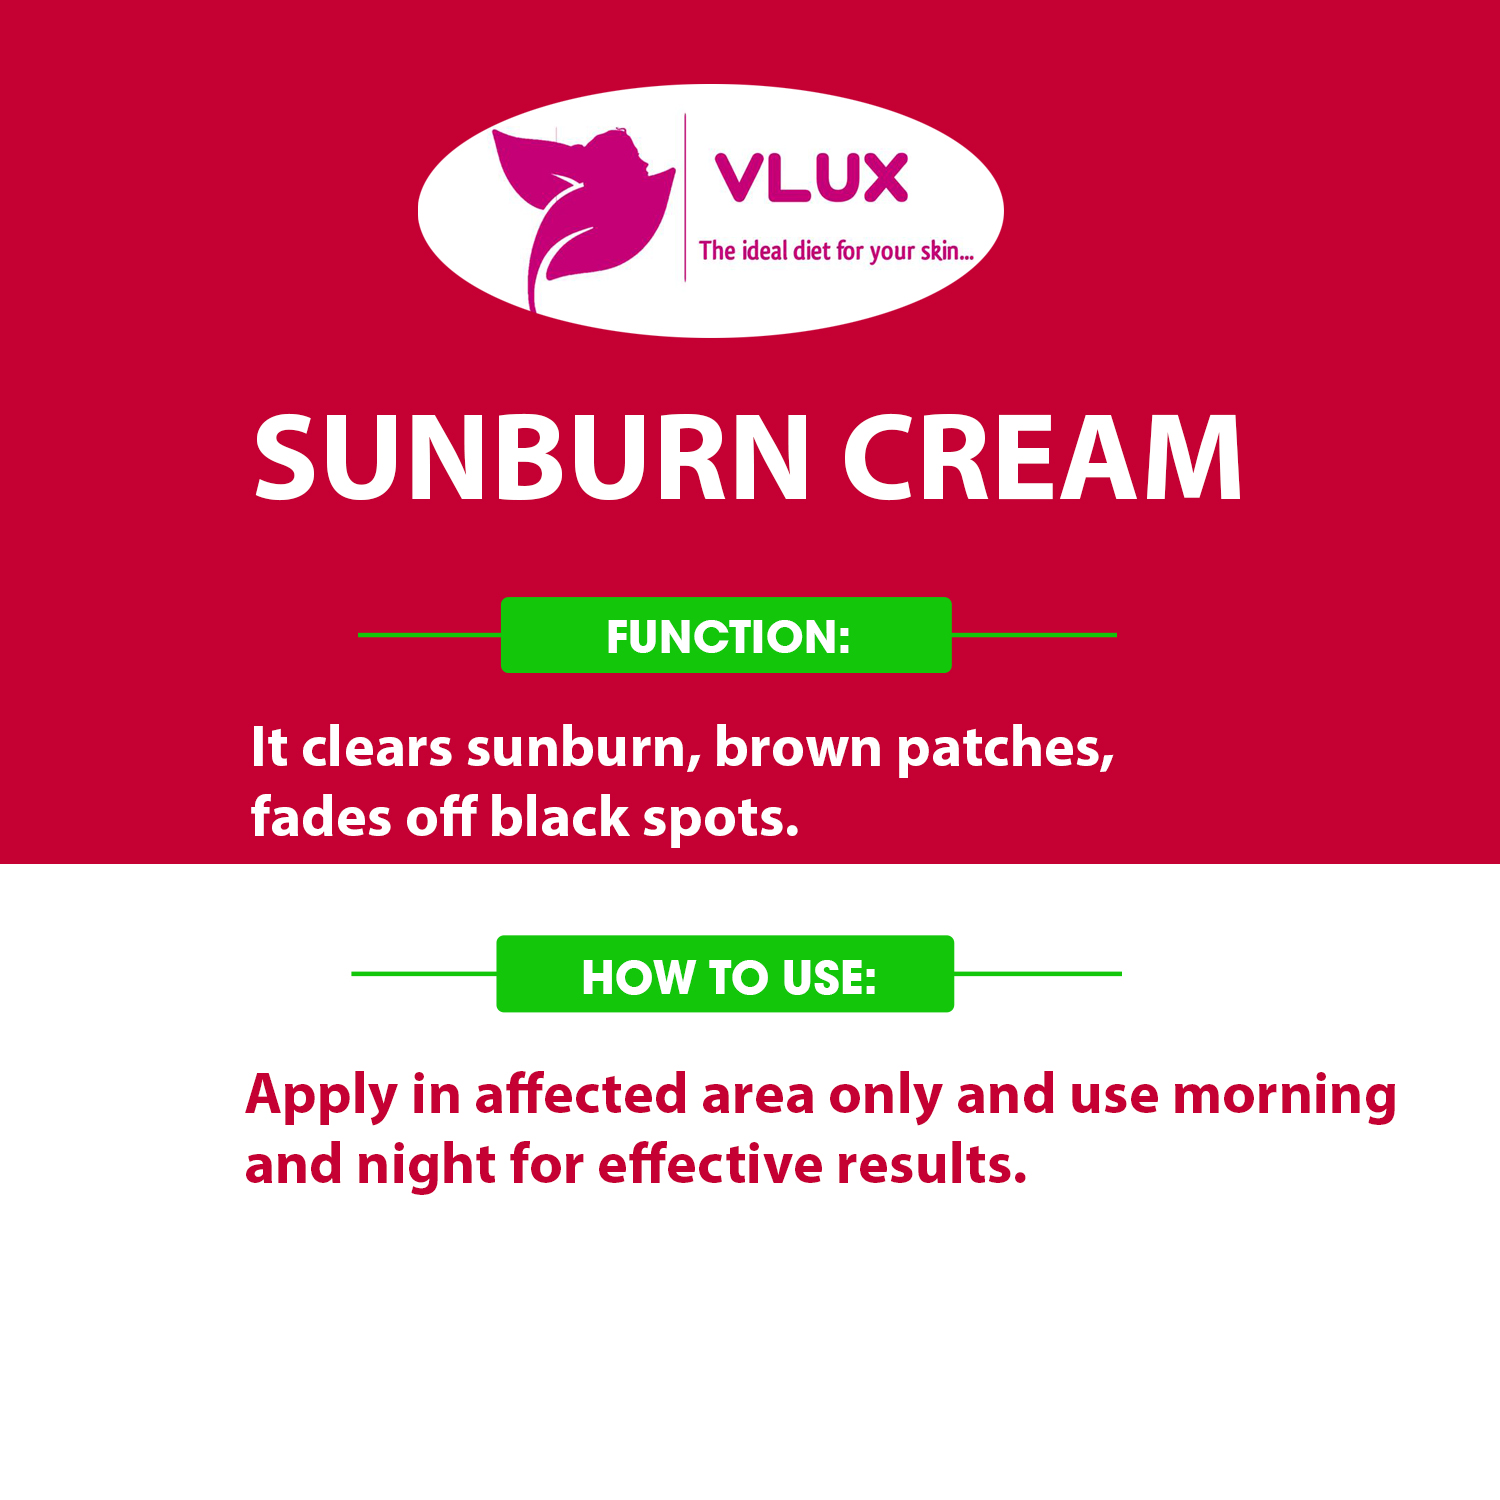 VLUX
The ideal diet for your skin...
SUNBURN CREAM
FUNCTION:
It clears sunburn, brown patches,
fades off black spots.
HOW TO USE:
Apply in affected area only and use morning
and night for effective results.